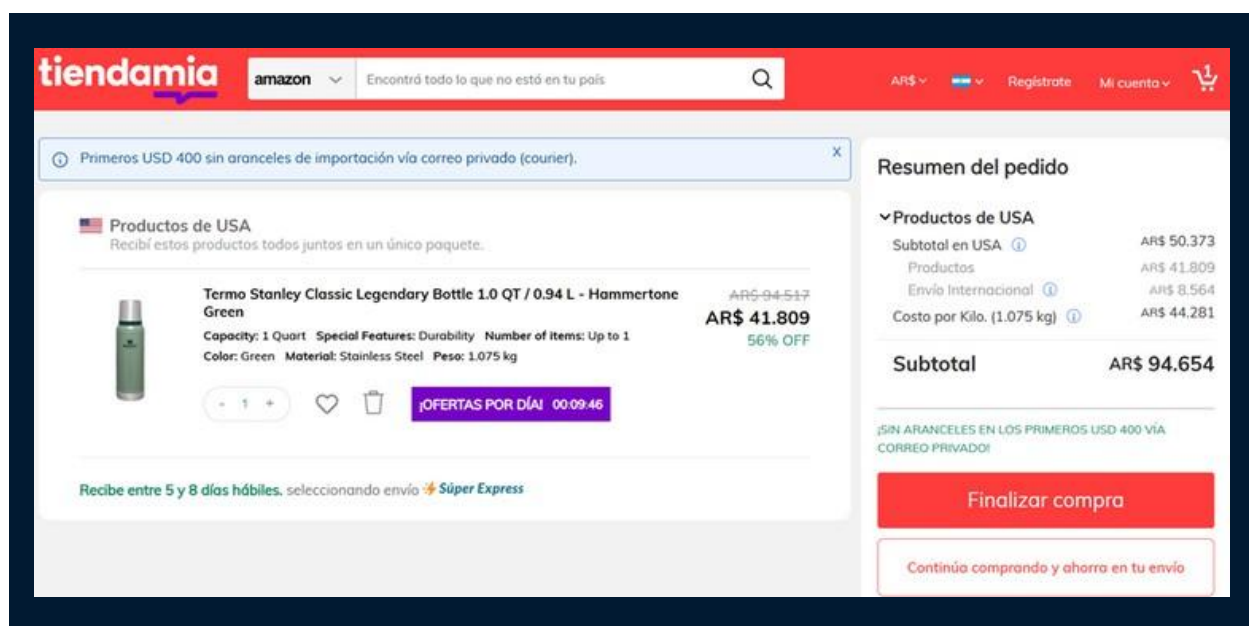 tiendamia
amazon
Encontrá todo lo que no está en tu país
AR$
Registrate
Mi cuenta
1
Primeros USD 400 sin aranceles de importación vía correo privado (courier).
X
Productos de USA
Recibí estos productos todos juntos en un único paquete.
Termo Stanley Classic Legendary Bottle 1.0 QT / 0.94 L - Hammertone
Green
AR$ 94.517
AR$ 41.809
56% OFF
Capacity: 1 Quart Special Features: Durability Number of items: Up to 1
Color: Green Material: Stainless Steel Peso: 1.075 kg
- 1 +
¡OFERTAS POR DÍA! 00:09:46
Recibe entre 5 y 8 días hábiles, seleccionando envío Súper Express
Resumen del pedido
Productos de USA
Subtotal en USA AR$ 50.373
Productos AR$ 41.809
Envío Internacional AR$ 8.564
Costo por Kilo. (1.075 kg) AR$ 44.281
Subtotal AR$ 94.654
¡SIN ARANCELES EN LOS PRIMEROS USD 400 VÍA
CORREO PRIVADO!
Finalizar compra
Continúa comprando y ahorra en tu envío